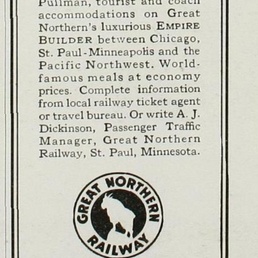 Pullman, tourist and coach
accommodations on Great
Northern's luxurious EMPIRE
BUILDER between Chicago,
St. Paul-Minneapolis and the
Pacific Northwest. World-
famous meals at economy
prices. Complete information
from local railway ticket agent
or travel bureau. Or write A. J.
Dickinson, Passenger Traffic
Manager, Great Northern
Railway, St. Paul, Minnesota.
GREAT NORTHERN
RAILWAY